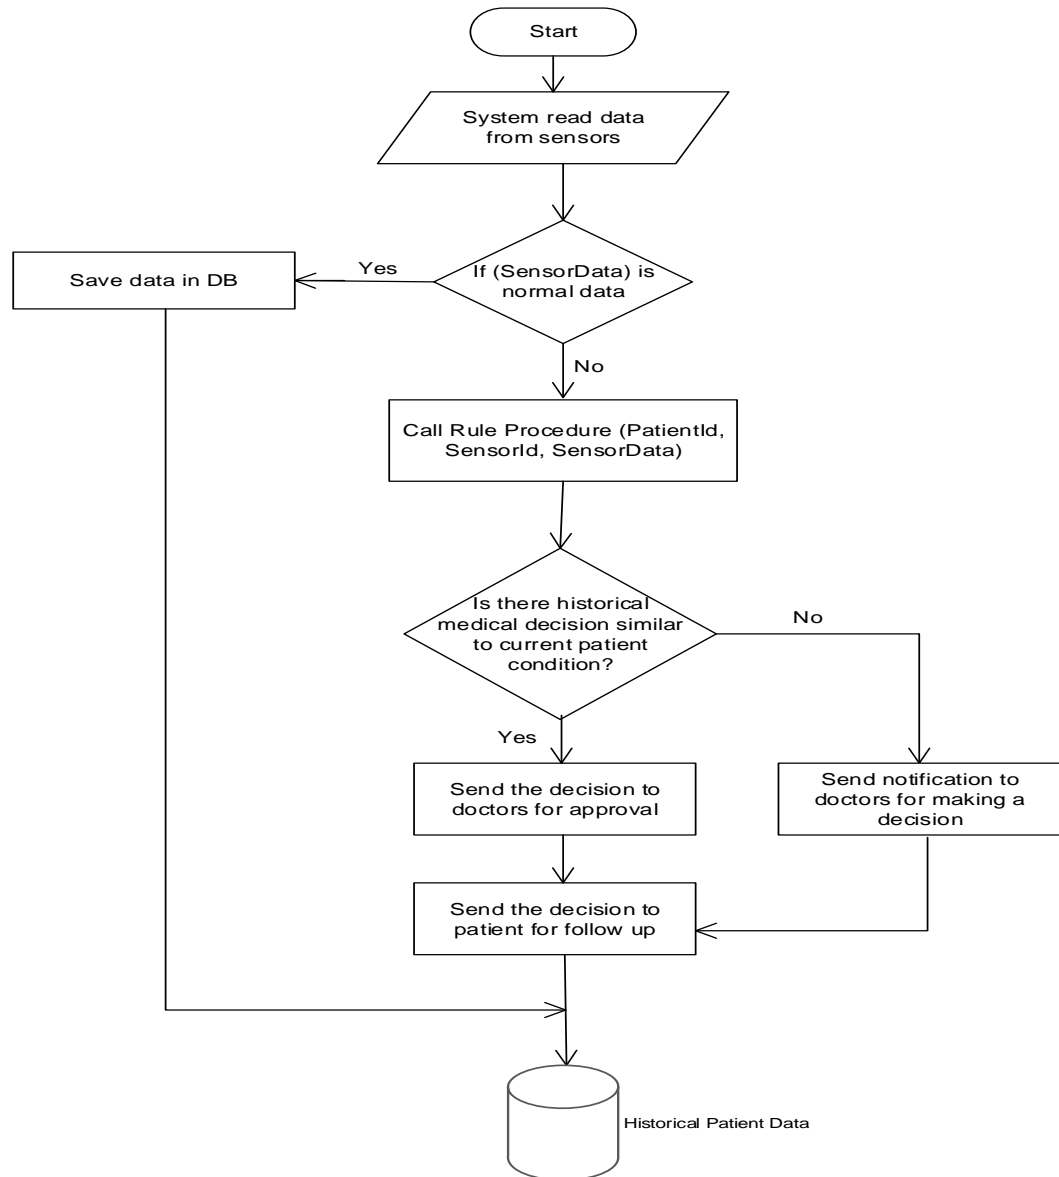 Start
System read data
from sensors
If (SensorData) is
normal data
Yes
Save data in DB
No
Call Rule Procedure (PatientId,
SensorId, SensorData)
Is there historical
medical decision similar
to current patient
condition?
No
Yes
Send the decision to
doctors for approval
Send notification to
doctors for making a
decision
Send the decision to
patient for follow up
Historical Patient Data